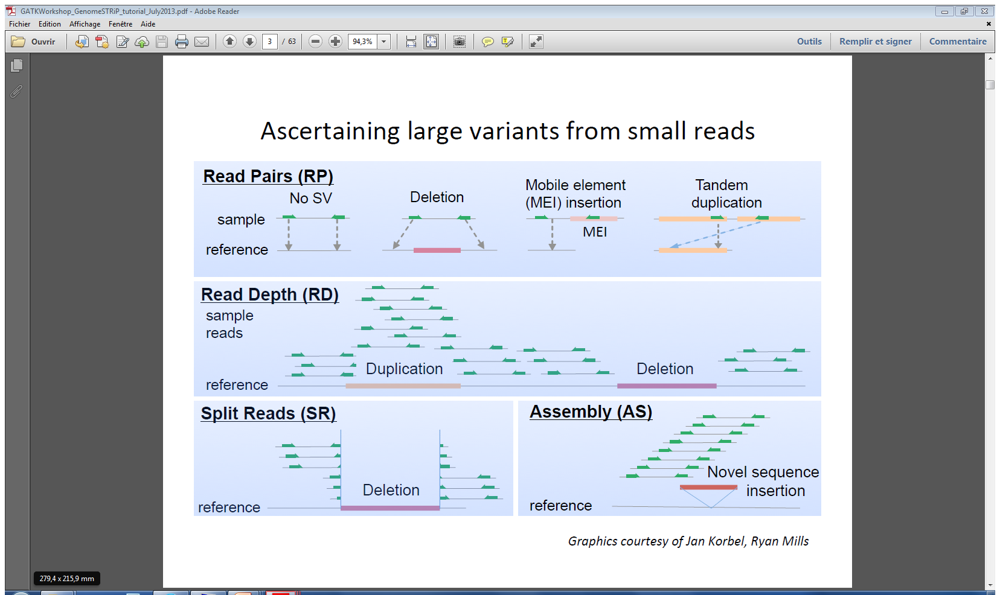 GATKWorkshop_GenomeSTRiP_tutorial_July2013.pdf - Adobe Reader
Fichier Edition Affichage Fenêtre Aide
Ouvrir 3 / 63 94,3% Outils Remplir et signer Commentaire
Ascertaining large variants from small reads
Read Pairs (RP)
No SV
Deletion
Mobile element
(MEI) insertion
Tandem
duplication
sample
MEI
reference
Read Depth (RD)
sample
reads
Duplication
Deletion
reference
Split Reads (SR)
Deletion
reference
Assembly (AS)
Novel sequence
insertion
reference
Graphics courtesy of Jan Korbel, Ryan Mills
279,4 x 215,9 mm